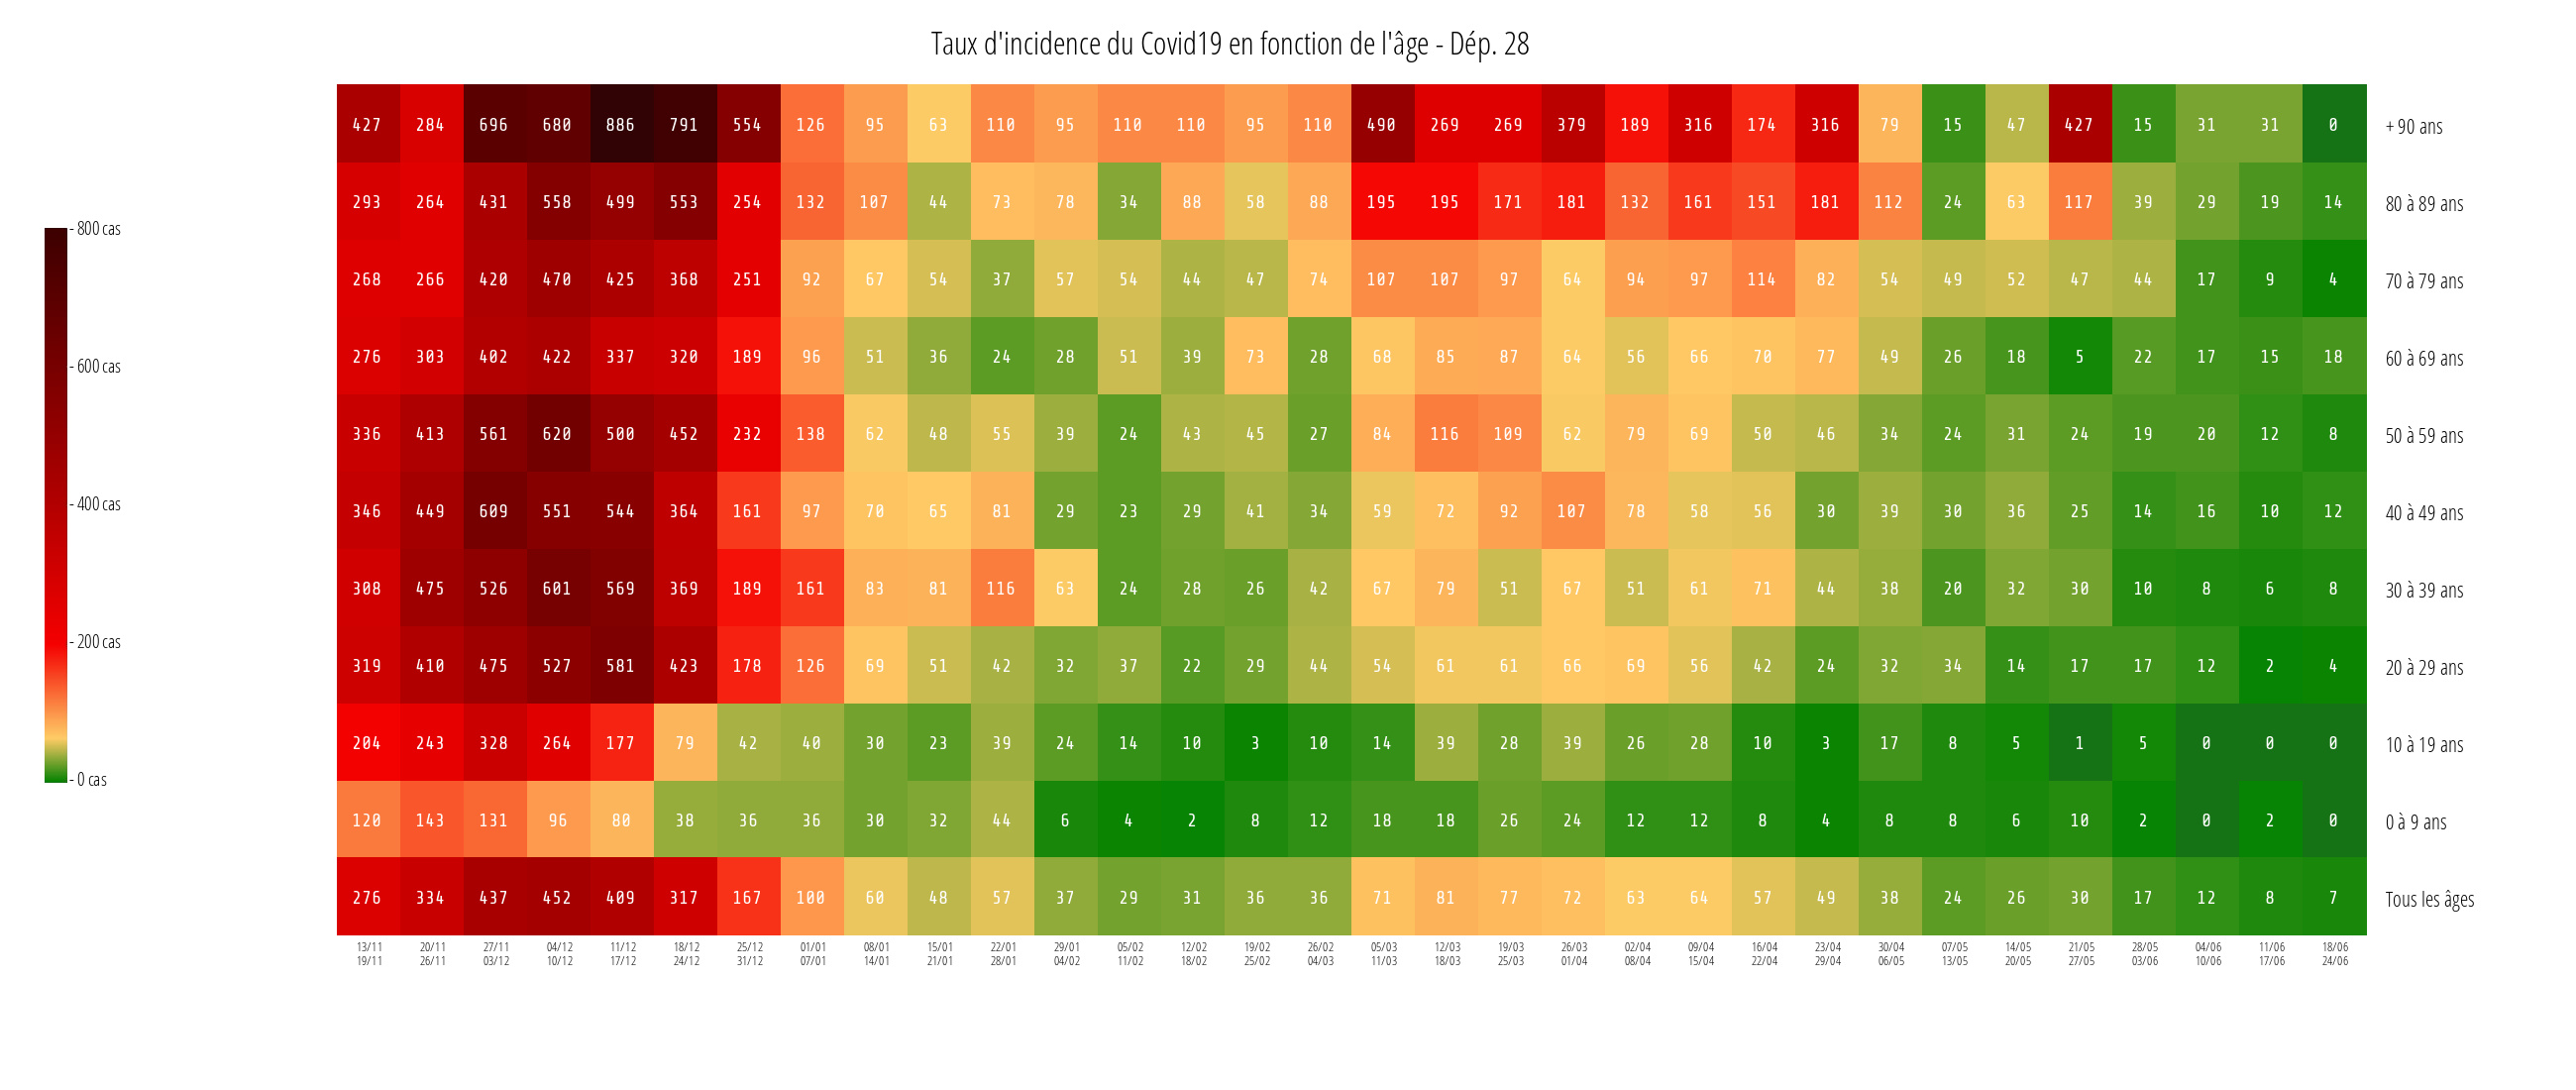 Taux d'incidence du Covid19 en fonction de l'âge - Dép. 28
- 800 cas
- 600 cas
- 400 cas
- 200 cas
- 0 cas
427 284 696 680 886 791 554 126 95 63 110 95 110 110 95 110 490 269 269 379 189 316 174 316 79 15 47 427 15 31 31 0 + 90 ans
293 264 431 558 499 553 254 132 107 44 73 78 34 88 58 88 195 195 171 181 132 161 151 181 112 24 63 117 39 29 19 14 80 à 89 ans
268 266 420 470 425 368 251 92 67 54 37 57 54 44 47 74 107 107 97 64 94 97 114 82 54 49 52 47 44 17 9 4 70 à 79 ans
276 303 402 422 337 320 189 96 51 36 24 28 51 39 73 28 68 85 87 64 56 66 70 77 49 26 18 5 22 17 15 18 60 à 69 ans
336 413 561 620 500 452 232 138 62 48 55 39 24 43 45 27 84 116 109 62 79 69 50 46 34 24 31 24 19 20 12 8 50 à 59 ans
346 449 609 551 544 364 161 97 70 65 81 29 23 29 41 34 59 72 92 107 78 58 56 30 39 30 36 25 14 16 10 12 40 à 49 ans
308 475 526 601 569 369 189 161 83 81 116 63 24 28 26 42 67 79 51 67 51 61 71 44 38 20 32 30 10 8 6 8 30 à 39 ans
319 410 475 527 581 423 178 126 69 51 42 32 37 22 29 44 54 61 61 66 69 56 42 24 32 34 14 17 17 12 2 4 20 à 29 ans
204 243 328 264 177 79 42 40 30 23 39 24 14 10 3 10 14 39 28 39 26 28 10 3 17 8 5 1 5 0 0 0 10 à 19 ans
120 143 131 96 80 38 36 36 30 32 44 6 4 2 8 12 18 18 26 24 12 12 8 4 8 8 6 10 2 0 2 0 0 à 9 ans
276 334 437 452 409 317 167 100 60 48 57 37 29 31 36 36 71 81 77 72 63 64 57 49 38 24 26 30 17 12 8 7 Tous les âges
13/11 20/11 27/11 04/12 11/12 18/12 25/12 01/01 08/01 15/01 22/01 29/01 05/02 12/02 19/02 26/02 05/03 12/03 19/03 26/03 02/04 09/04 16/04 23/04 30/04 07/05 14/05 21/05 28/05 04/06 11/06 18/06
19/11 26/11 03/12 10/12 17/12 24/12 31/12 07/01 14/01 21/01 28/01 04/02 11/02 18/02 25/02 04/03 11/03 18/03 25/03 01/04 08/04 15/04 22/04 29/04 06/05 13/05 20/05 27/05 03/06 10/06 17/06 24/06